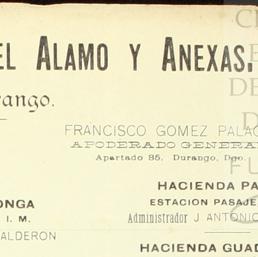 EL ALAMO Y ANEXAS,
rango.
FRANCISCO GOMEZ PALAC
APODERADO GENERA
Apartado 85. Durango, Dgo.
HACIENDA PA
ONGA
ESTACION PASAJE
I. M.
Administrador J ANTONIO
ALDERON
HACIENDA GUAD